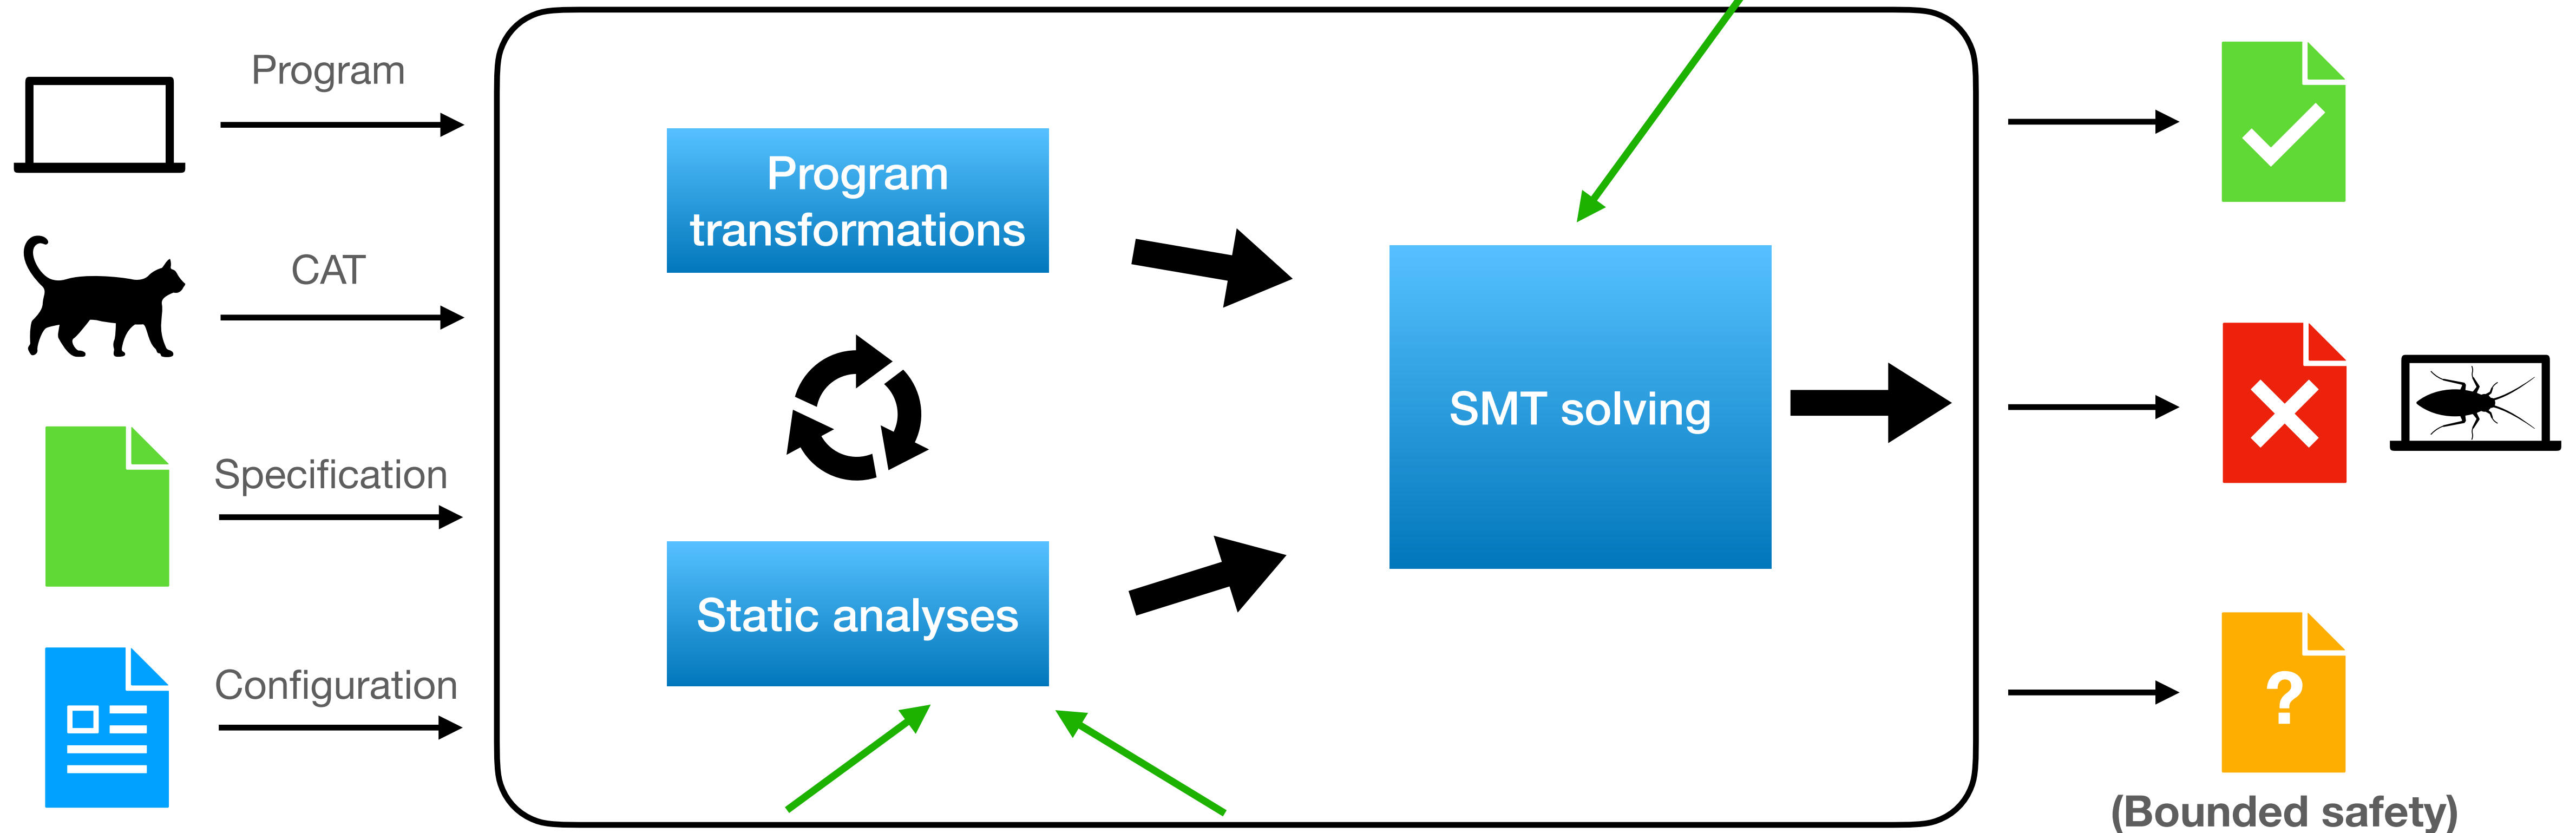 Program
CAT
Specification
Configuration
Program
transformations
Static analyses
SMT solving
?
(Bounded safety)